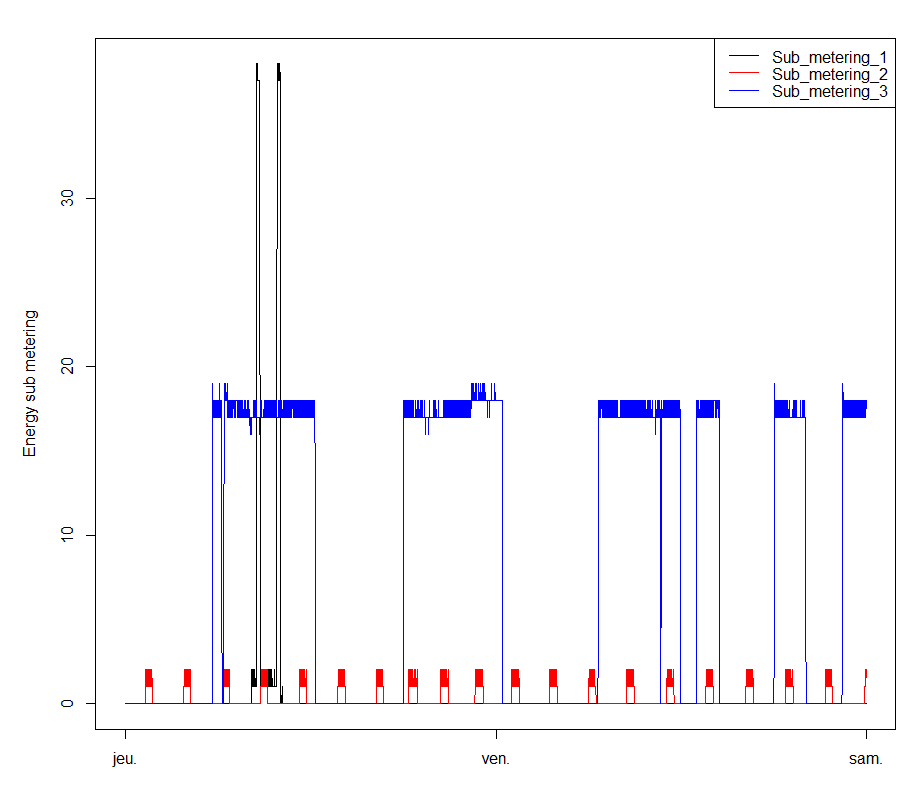 Sub_metering_1
Sub_metering_2
Sub_metering_3
Energy sub metering
30
20
10
0
jeu.
ven.
sam.